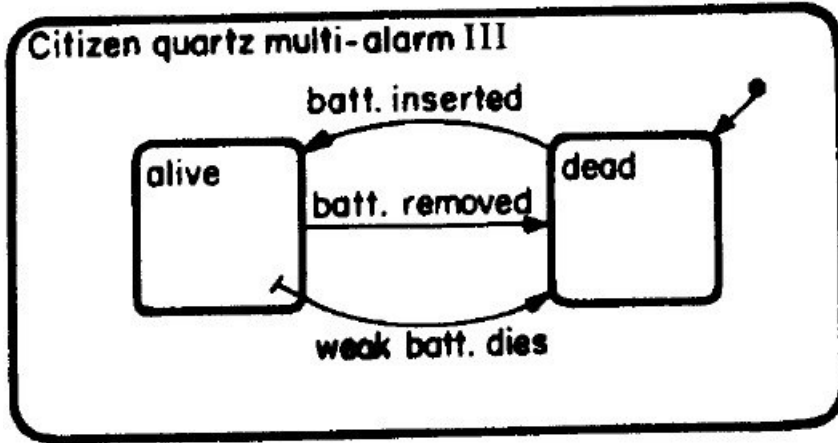 Citizen quartz multi-alarm III
batt. inserted
alive
dead
batt. removed
weak batt. dies